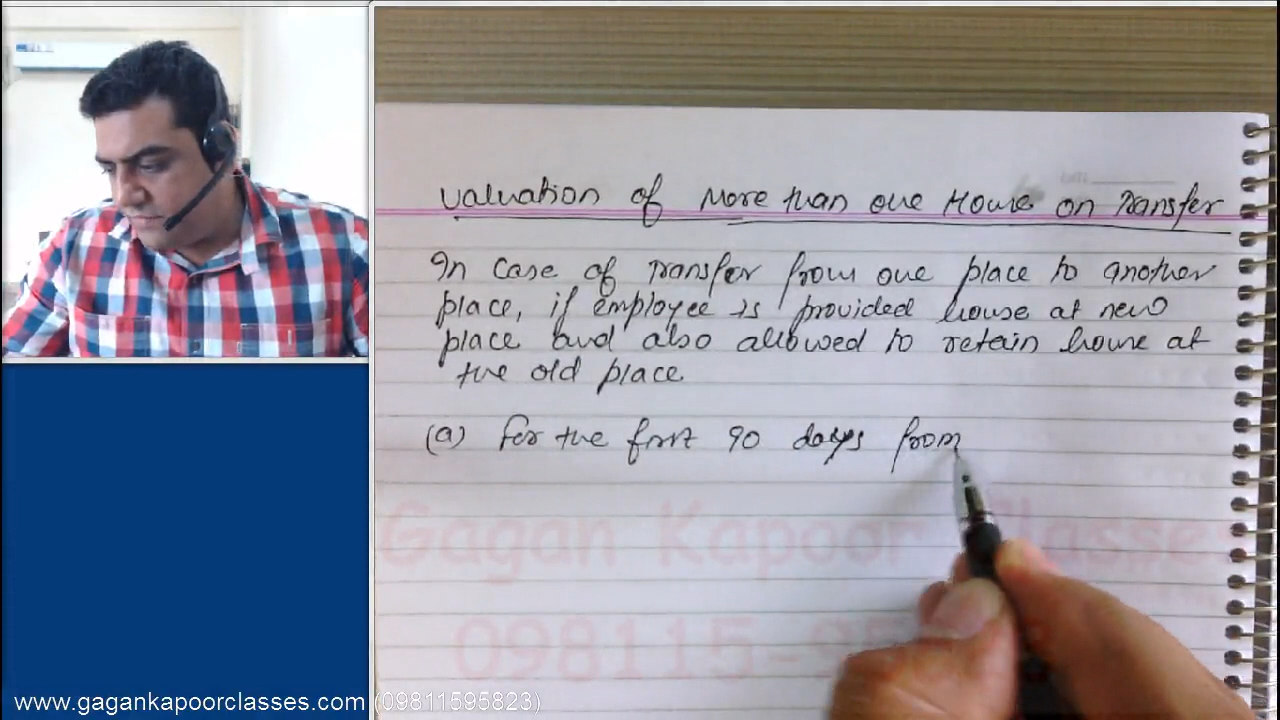 Valuation of More than one House on Transfer
In case of Transfer from one place to another
place, if employee is provided house at new
place and also allowed to retain house at
the old place
(a) for the first 90 days from
Gagan Kapoor Classes
098115-95
www.gagankapoorclasses.com (09811595823)